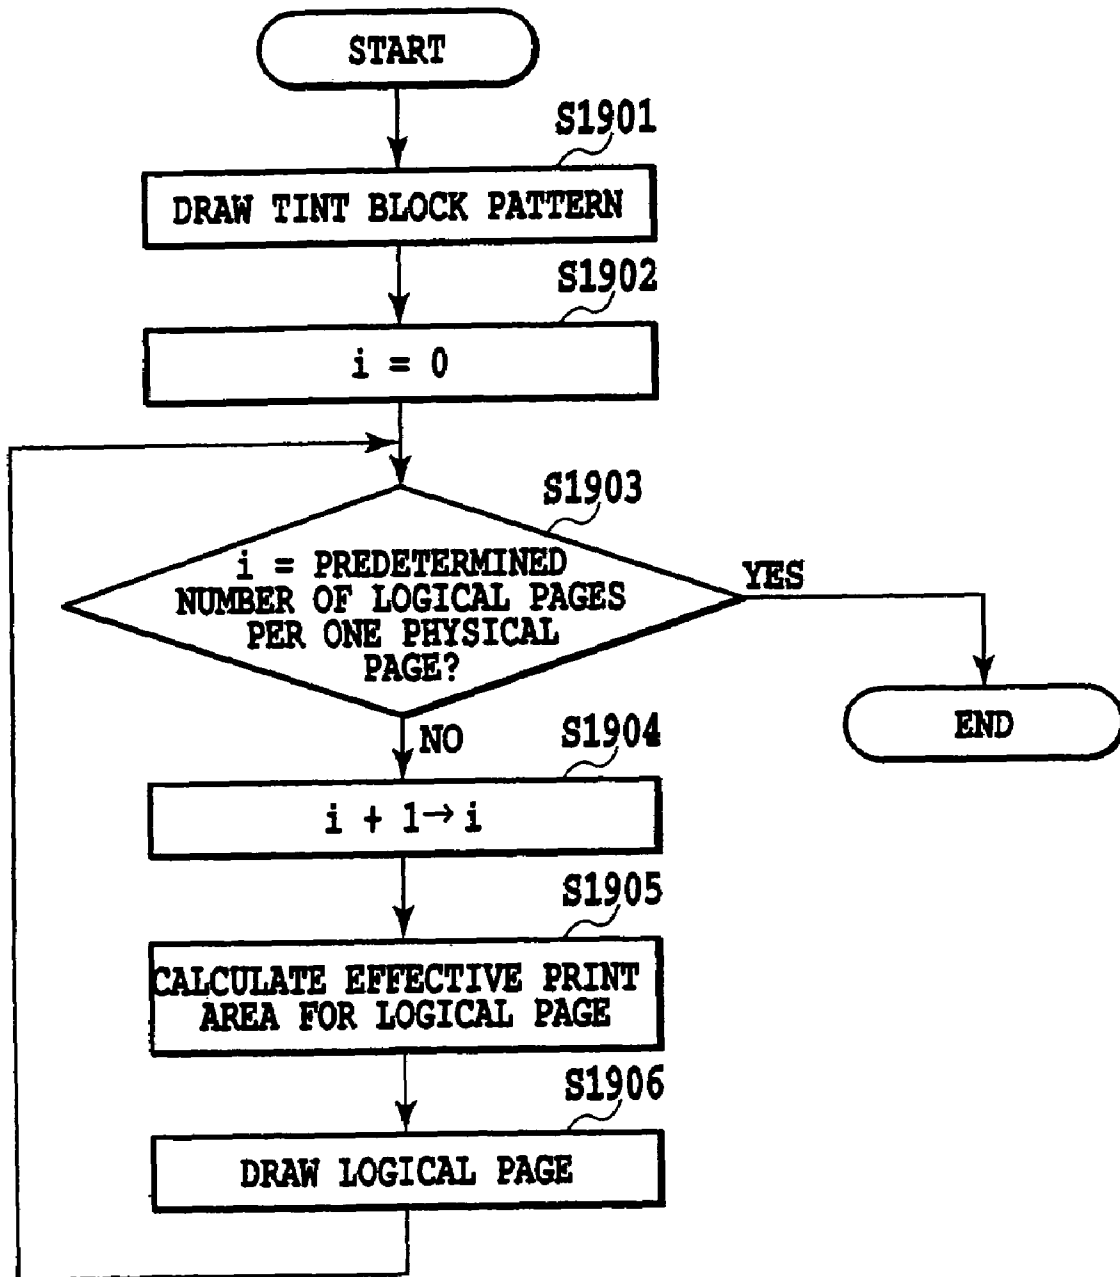 START
S1901
DRAW TINT BLOCK PATTERN
S1902
i = 0
S1903
i = PREDETERMINED
NUMBER OF LOGICAL PAGES
PER ONE PHYSICAL
PAGE?
YES
END
NO
S1904
i + 1→i
S1905
CALCULATE EFFECTIVE PRINT
AREA FOR LOGICAL PAGE
S1906
DRAW LOGICAL PAGE